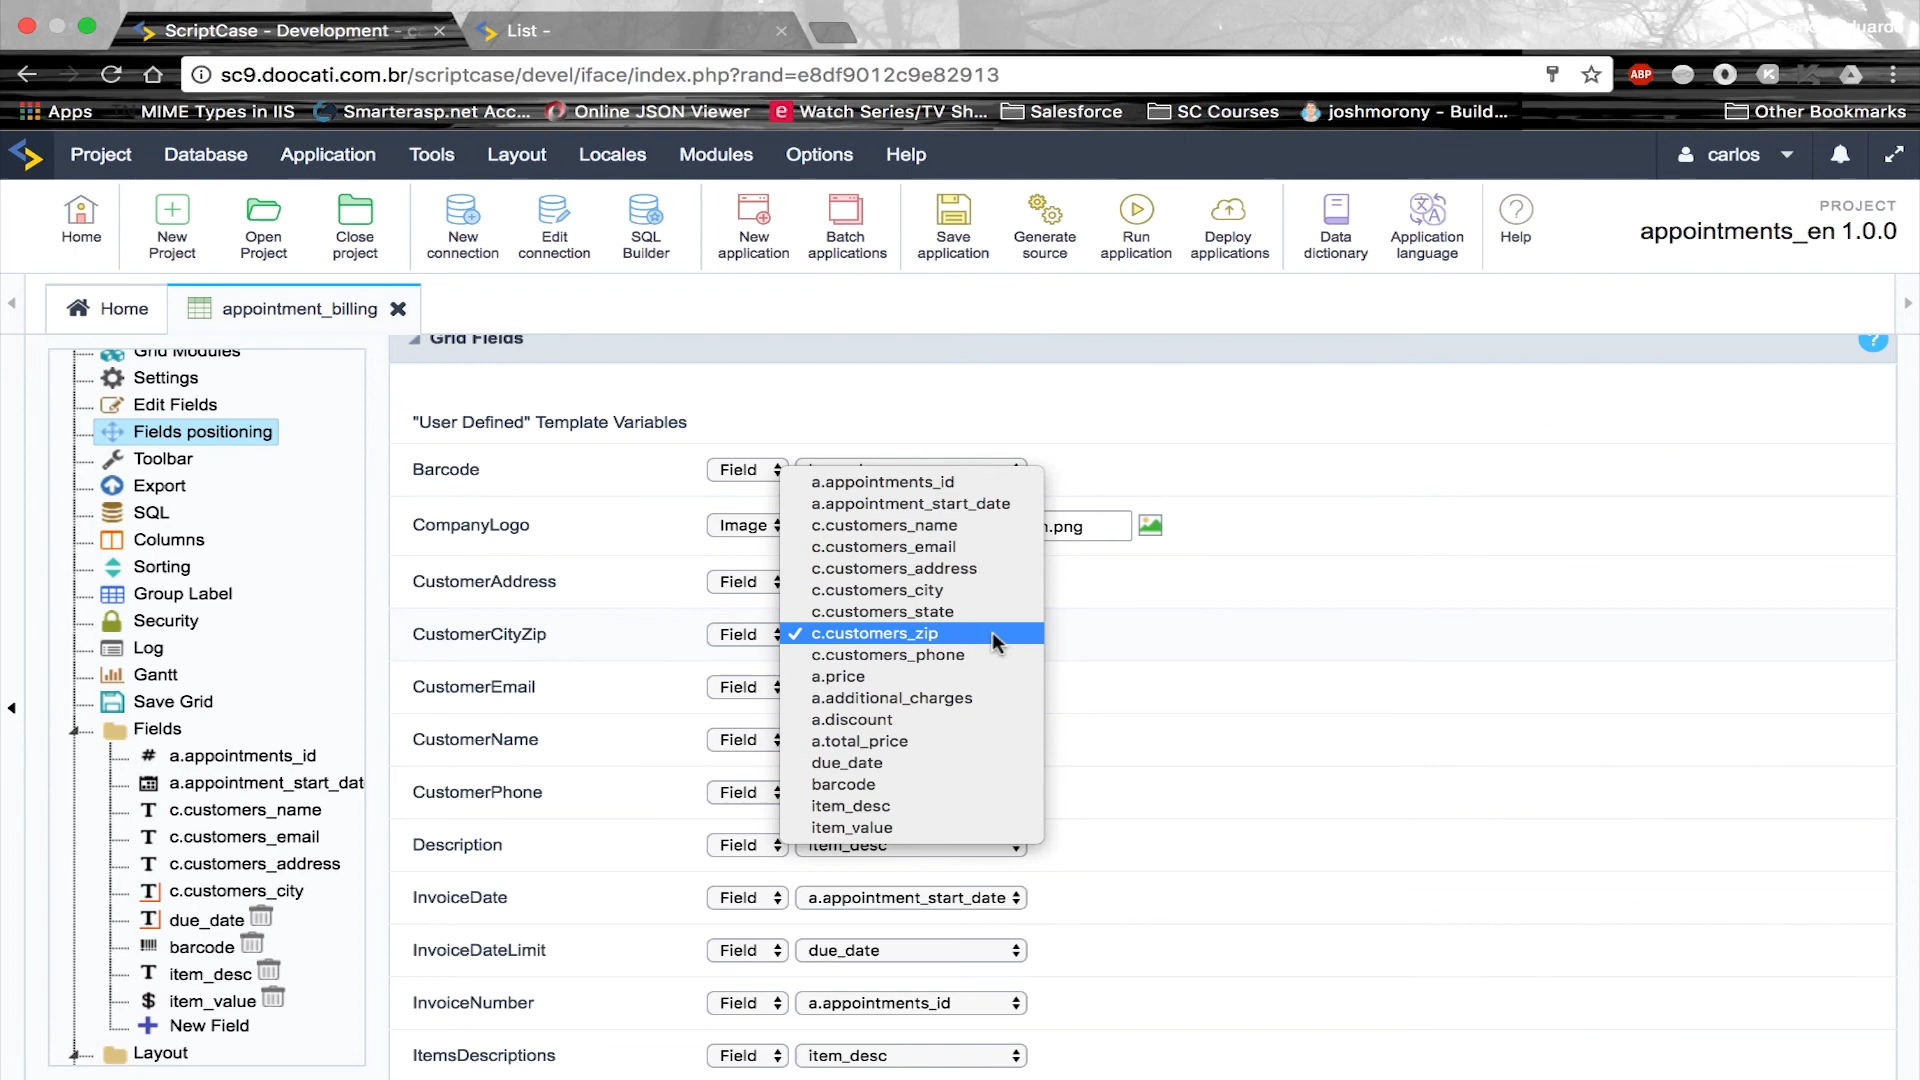 ScriptCase - Development - c
List -
sc9.doocati.com.br/scriptcase/devel/iface/index.php?rand=e8df9012c9e82913
ABP
Apps
MIME Types in IIS
Smarterasp.net Acc...
Online JSON Viewer
Watch Series/TV Sh...
Salesforce
SC Courses
joshmorony - Build...
Other Bookmarks
Project
Database
Application
Tools
Layout
Locales
Modules
Options
Help
carlos
Home
New
Project
Open
Project
Close
project
New
connection
Edit
connection
SQL
Builder
New
application
Batch
applications
Save
application
Generate
source
Run
application
Deploy
applications
Data
dictionary
Application
language
Help
PROJECT
appointments_en 1.0.0
Home
appointment_billing
Grid Modules
Settings
Edit Fields
Fields positioning
Toolbar
Export
SQL
Columns
Sorting
Group Label
Security
Log
Gantt
Save Grid
Fields
a.appointments_id
a.appointment_start_dat
c.customers_name
c.customers_email
c.customers_address
c.customers_city
due_date
barcode
item_desc
item_value
New Field
Layout
Grid Fields
?
"User Defined" Template Variables
Barcode
Field
CompanyLogo
Image
n.png
CustomerAddress
Field
CustomerCityZip
Field
CustomerEmail
Field
CustomerName
Field
CustomerPhone
Field
Description
Field
item_desc
InvoiceDate
Field
a.appointment_start_date
InvoiceDateLimit
Field
due_date
InvoiceNumber
Field
a.appointments_id
ItemsDescriptions
Field
item_desc
a.appointments_id
a.appointment_start_date
c.customers_name
c.customers_email
c.customers_address
c.customers_city
c.customers_state
c.customers_zip
c.customers_phone
a.price
a.additional_charges
a.discount
a.total_price
due_date
barcode
item_desc
item_value